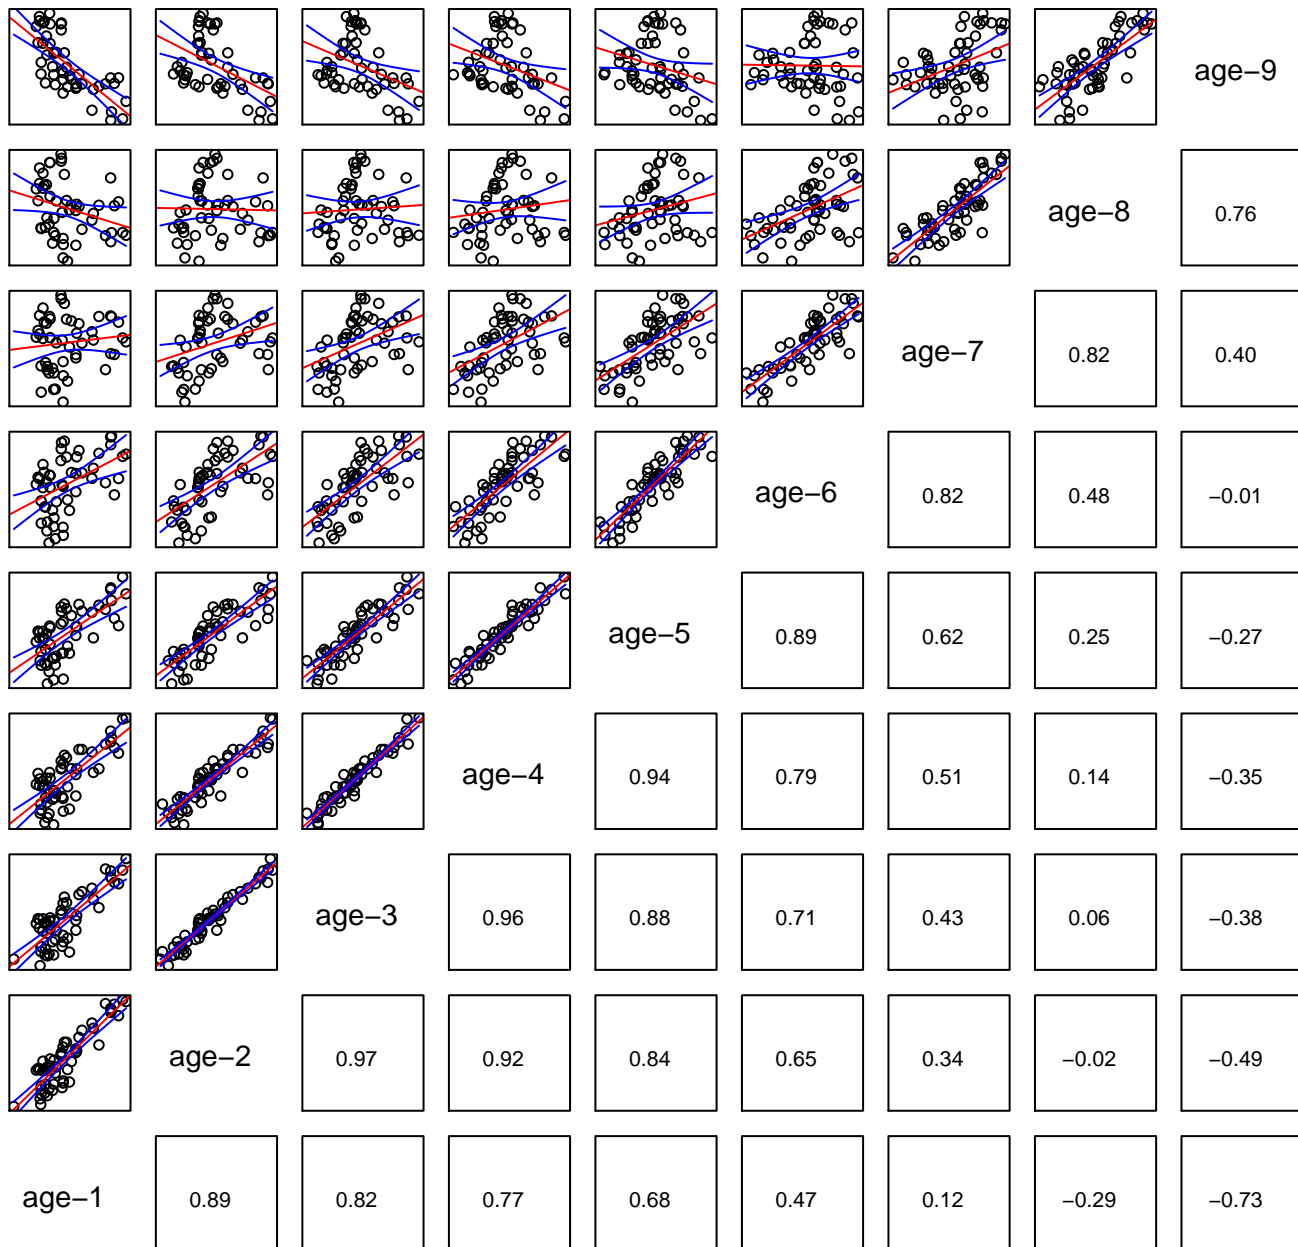 age−9
age−8 0.76
age−7 0.82 0.40
age−6 0.82 0.48 −0.01
age−5 0.89 0.62 0.25 −0.27
age−4 0.94 0.79 0.51 0.14 −0.35
age−3 0.96 0.88 0.71 0.43 0.06 −0.38
age−2 0.97 0.92 0.84 0.65 0.34 −0.02 −0.49
age−1 0.89 0.82 0.77 0.68 0.47 0.12 −0.29 −0.73